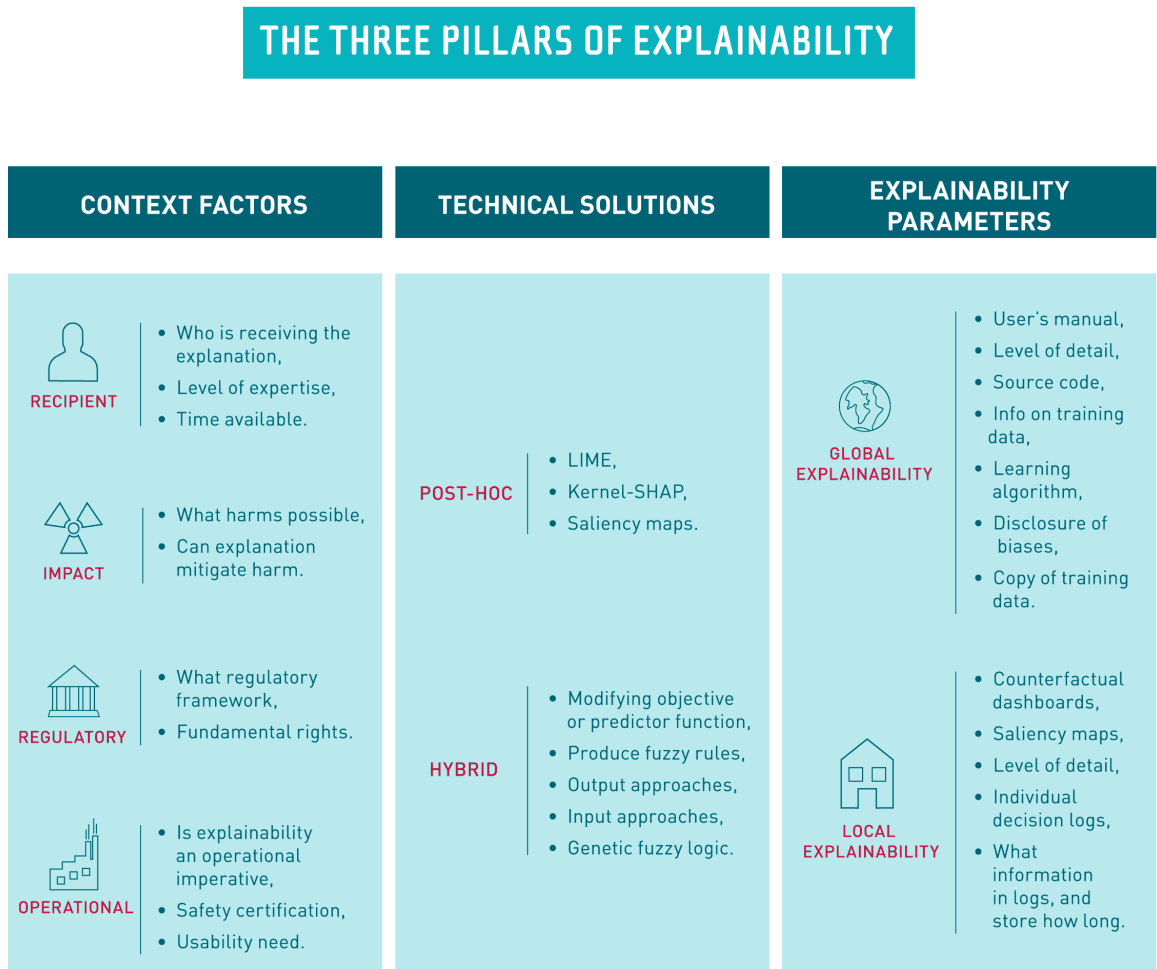 THE THREE PILLARS OF EXPLAINABILITY
CONTEXT FACTORS
RECIPIENT
• Who is receiving the
explanation,
• Level of expertise,
• Time available.
IMPACT
• What harms possible,
• Can explanation
mitigate harm.
REGULATORY
• What regulatory
framework,
• Fundamental rights.
OPERATIONAL
• Is explainability
an operational
imperative,
• Safety certification,
• Usability need.
TECHNICAL SOLUTIONS
POST-HOC
• LIME,
• Kernel-SHAP,
• Saliency maps.
HYBRID
• Modifying objective
or predictor function,
• Produce fuzzy rules,
• Output approaches,
• Input approaches,
• Genetic fuzzy logic.
EXPLAINABILITY
PARAMETERS
GLOBAL
EXPLAINABILITY
• User’s manual,
• Level of detail,
• Source code,
• Info on training
data,
• Learning
algorithm,
• Disclosure of
biases,
• Copy of training
data.
LOCAL
EXPLAINABILITY
• Counterfactual
dashboards,
• Saliency maps,
• Level of detail,
• Individual
decision logs,
• What
information
in logs, and
store how long.